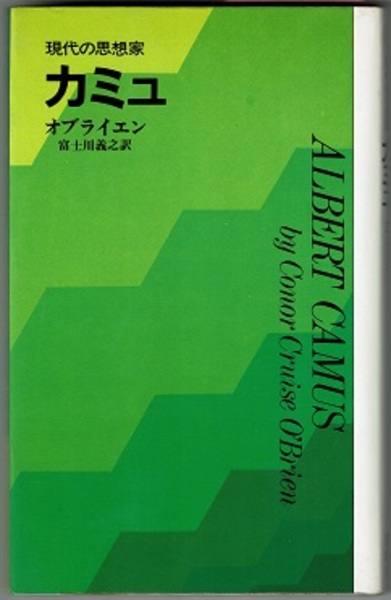 現代の思想家
カミュ
オブライエン
富士川義之訳
ALBERT CAMUS
by Conor Cruise O'Brien